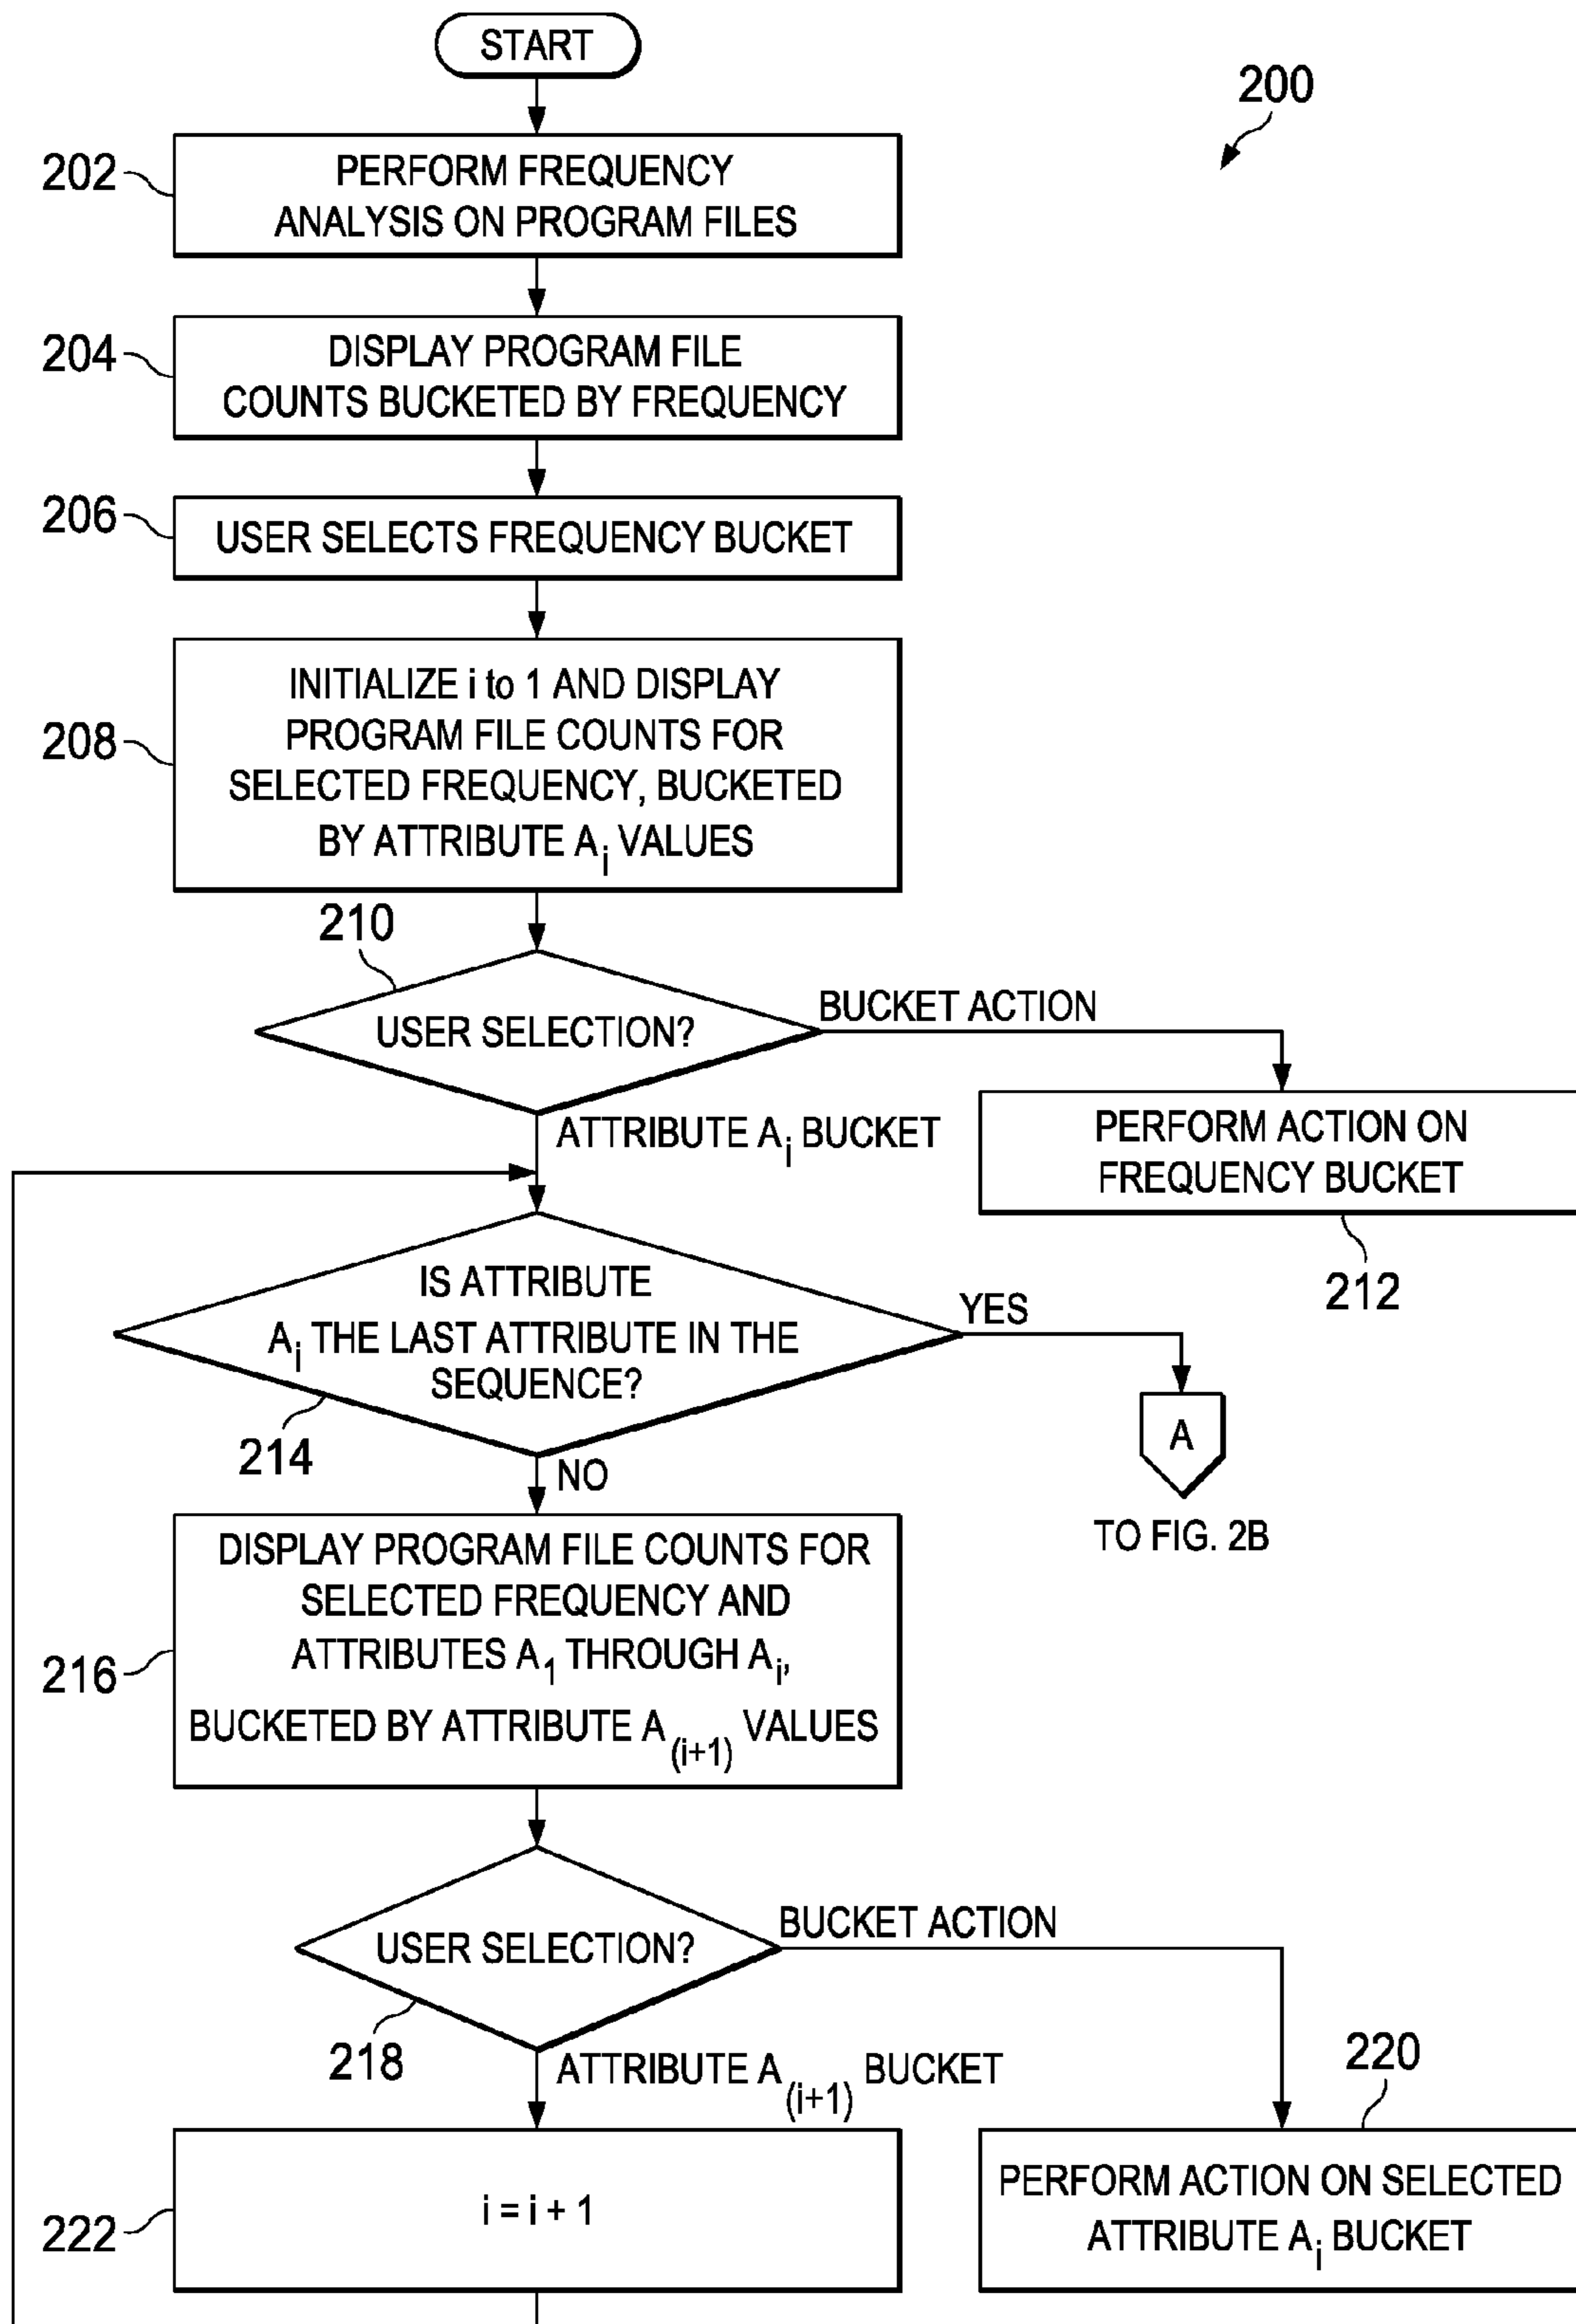 START
200
202
PERFORM FREQUENCY
ANALYSIS ON PROGRAM FILES
204
DISPLAY PROGRAM FILE
COUNTS BUCKETED BY FREQUENCY
206
USER SELECTS FREQUENCY BUCKET
208
INITIALIZE i to 1 AND DISPLAY
PROGRAM FILE COUNTS FOR
SELECTED FREQUENCY, BUCKETED
BY ATTRIBUTE Ai VALUES
210
USER SELECTION?
BUCKET ACTION
ATTRIBUTE Ai BUCKET
PERFORM ACTION ON
FREQUENCY BUCKET
212
IS ATTRIBUTE
Ai THE LAST ATTRIBUTE IN THE
SEQUENCE?
YES
214
NO
A
TO FIG. 2B
216
DISPLAY PROGRAM FILE COUNTS FOR
SELECTED FREQUENCY AND
ATTRIBUTES A1 THROUGH Ai,
BUCKETED BY ATTRIBUTE A(i+1) VALUES
USER SELECTION?
BUCKET ACTION
218
ATTRIBUTE A(i+1) BUCKET
220
222
i = i + 1
PERFORM ACTION ON SELECTED
ATTRIBUTE Ai BUCKET